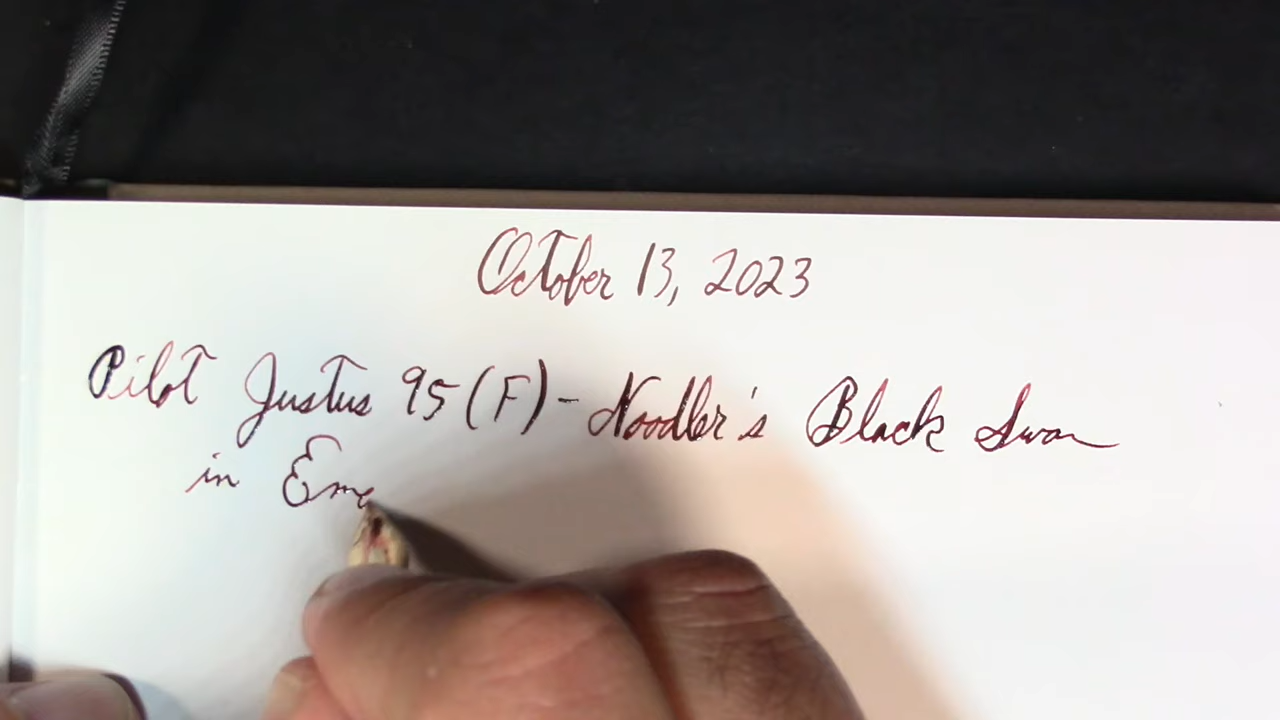 October 13, 2023
Pilot Justus 95 (F) - Noodler's Black Swan
in